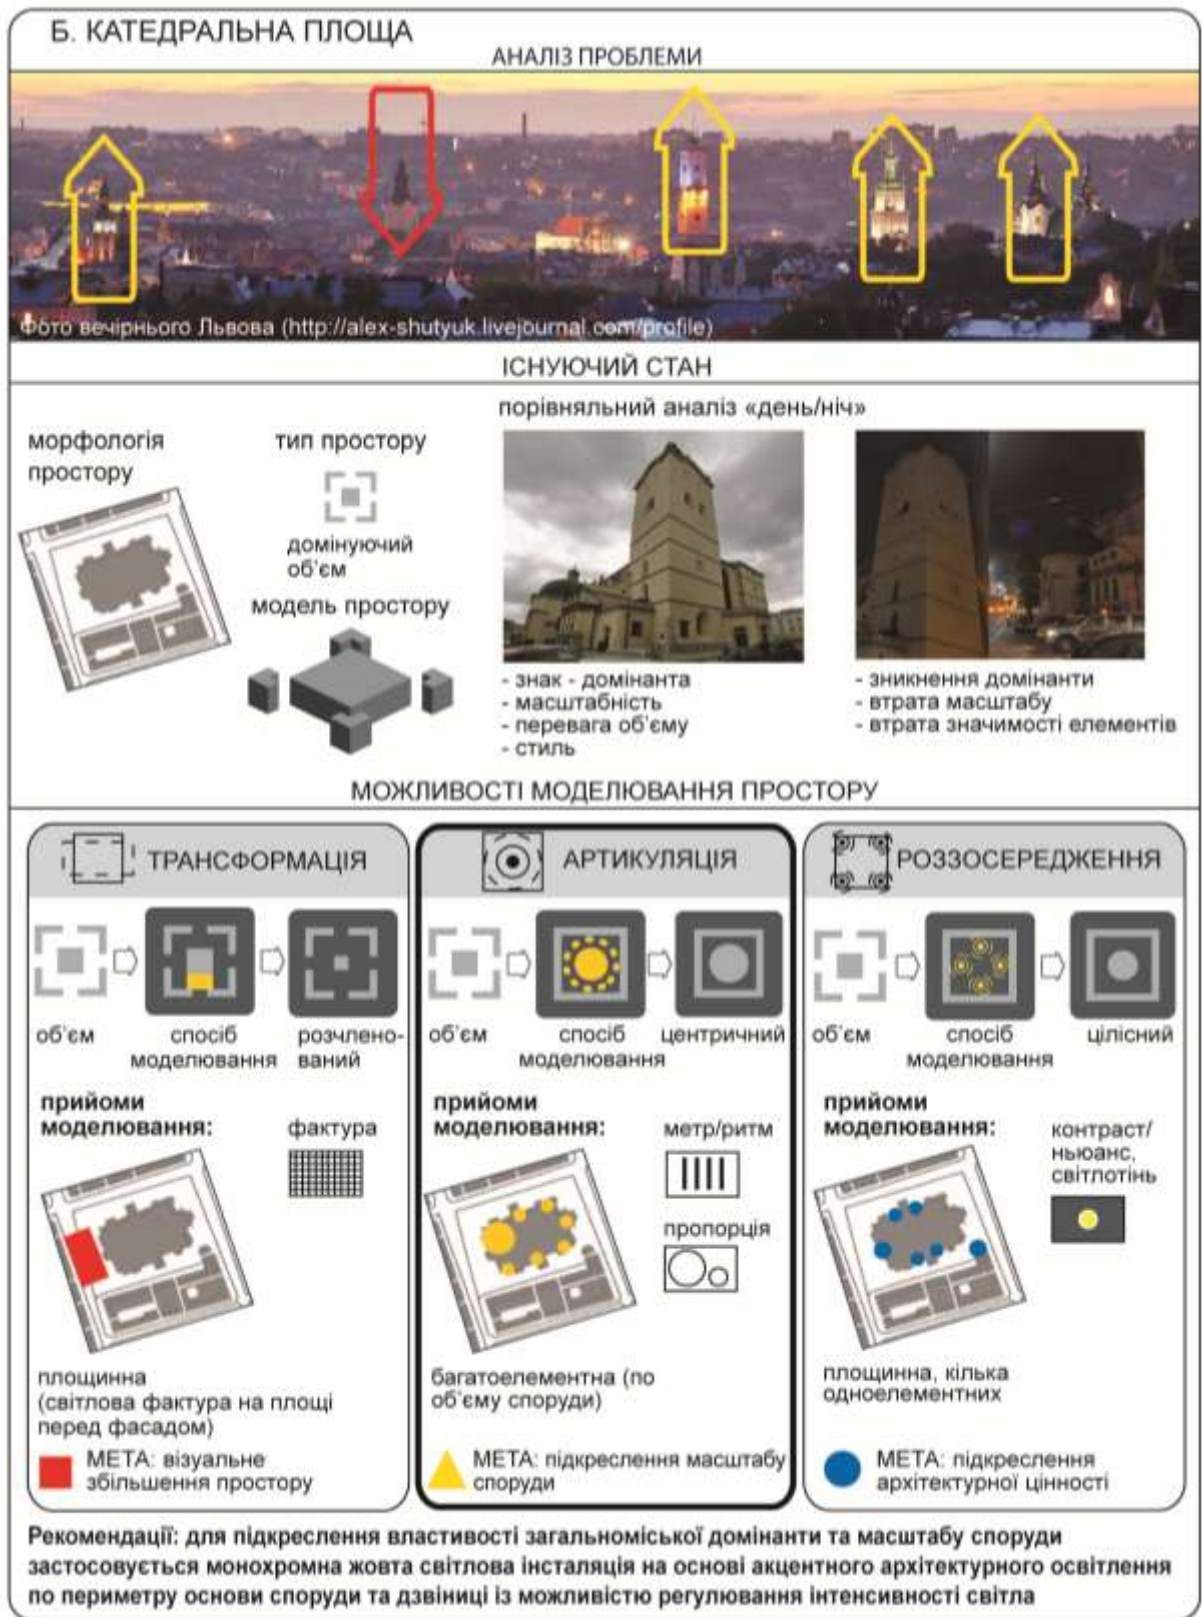 Б. КАТЕДРАЛЬНА ПЛОЩА
АНАЛІЗ ПРОБЛЕМИ
Фото вечірнього Львова (http://alex-shutyuk.livejournal.com/profile)
ІСНУЮЧИЙ СТАН
порівняльний аналіз «день/ніч»
морфологія
простору
тип простору
домінуючий
об'єм
модель простору
- знак - домінанта
- масштабність
- перевага об'єму
- стиль
- зникнення домінанти
- втрата масштабу
- втрата значимості елементів
МОЖЛИВОСТІ МОДЕЛЮВАННЯ ПРОСТОРУ
ТРАНСФОРМАЦІЯ
об'єм
спосіб
моделювання
розчлено-
ваний
прийоми
моделювання:
фактура
площинна
(світлова фактура на площі
перед фасадом)
МЕТА: візуальне
збільшення простору
АРТИКУЛЯЦІЯ
об'єм
спосіб
моделювання
центричний
прийоми
моделювання:
метр/ритм
пропорція
багатоелементна (по
об'єму споруди)
МЕТА: підкреслення масштабу
споруди
РОЗЗОСЕРЕДЖЕННЯ
об'єм
спосіб
моделювання
цілісний
прийоми
моделювання:
контраст/
ньюанс,
світлотінь
площинна, кілька
одноелементних
МЕТА: підкреслення
архітектурної цінності
Рекомендації: для підкреслення властивості загальноміської домінанти та масштабу споруди
застосовується монохромна жовта світлова інсталяція на основі акцентного архітектурного освітлення
по периметру основи споруди та дзвіниці із можливістю регулювання інтенсивності світла